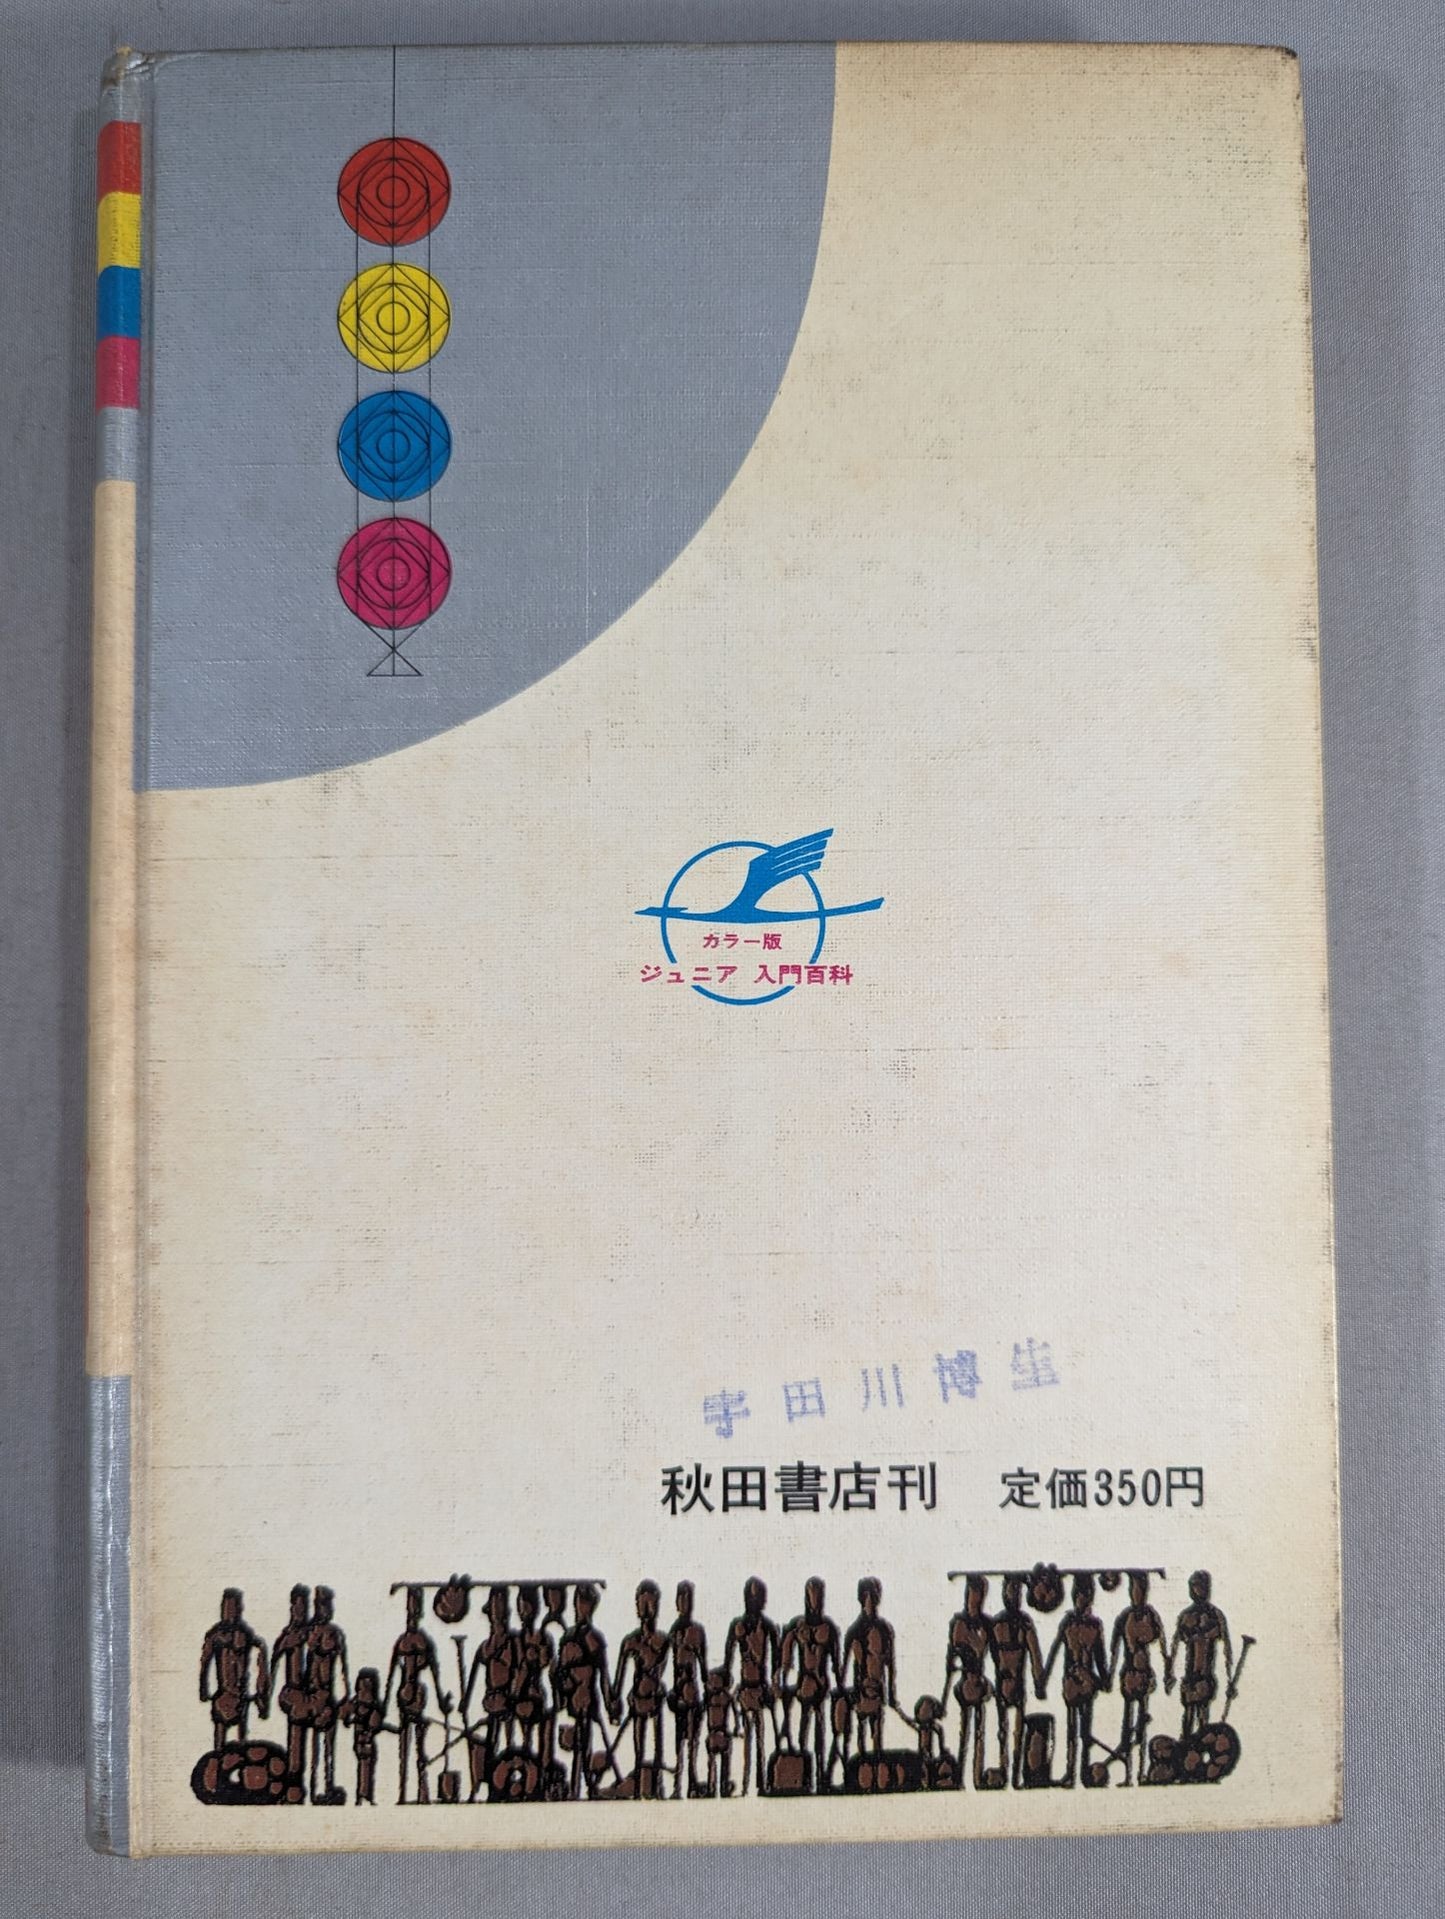 カラー版
ジュニア 入門百科
宇田川博生
秋田書店刊 定価350円